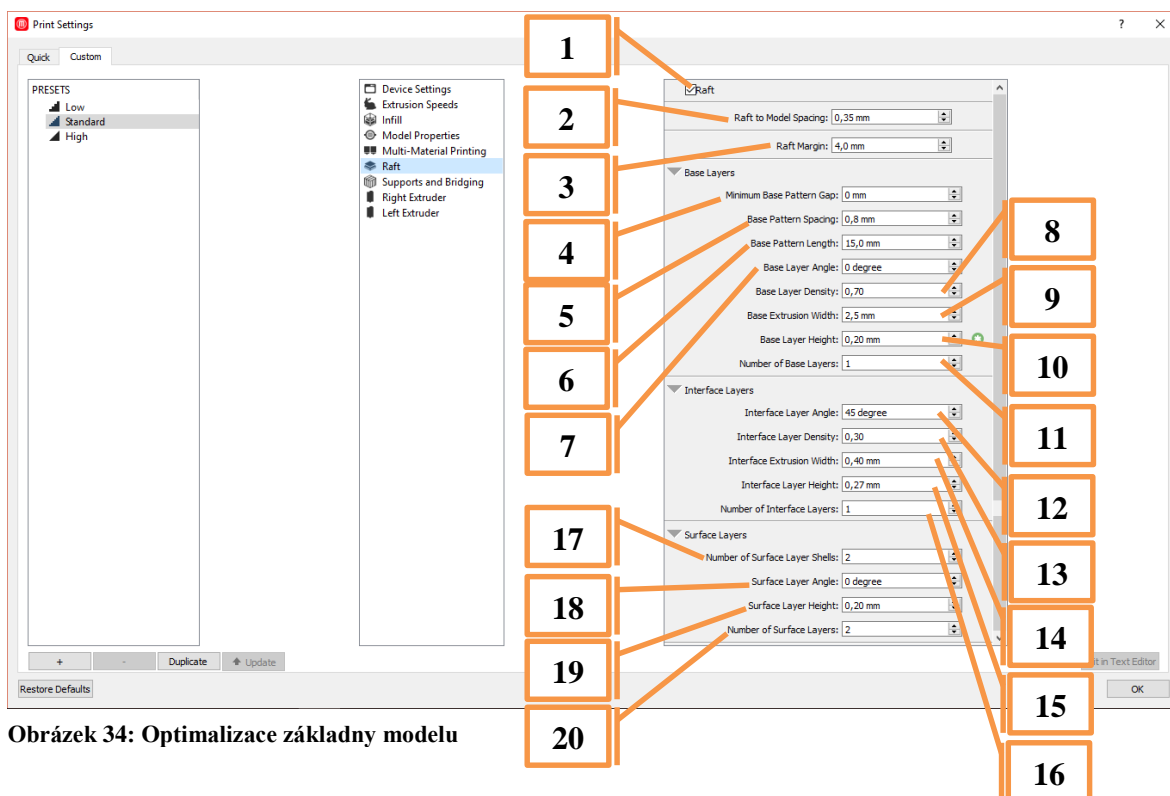 Print Settings
? ×
Quick Custom
PRESETS
Low
Standard
High
Device Settings
Extrusion Speeds
Infill
Model Properties
Multi-Material Printing
Raft
Supports and Bridging
Right Extruder
Left Extruder
Raft
Raft to Model Spacing: 0,35 mm
Raft Margin: 4,0 mm
Base Layers
Minimum Base Pattern Gap: 0 mm
Base Pattern Spacing: 0,8 mm
Base Pattern Length: 15,0 mm
Base Layer Angle: 0 degree
Base Layer Density: 0,70
Base Extrusion Width: 2,5 mm
Base Layer Height: 0,20 mm
Number of Base Layers: 1
Interface Layers
Interface Layer Angle: 45 degree
Interface Layer Density: 0,30
Interface Extrusion Width: 0,40 mm
Interface Layer Height: 0,27 mm
Number of Interface Layers: 1
Surface Layers
Number of Surface Layer Shells: 2
Surface Layer Angle: 0 degree
Surface Layer Height: 0,20 mm
Number of Surface Layers: 2
1
2
3
4
5
6
7
8
9
10
11
12
13
14
15
16
17
18
19
20
+ - Duplicate Update
in Text Editor
Restore Defaults
OK
Obrázek 34: Optimalizace základny modelu